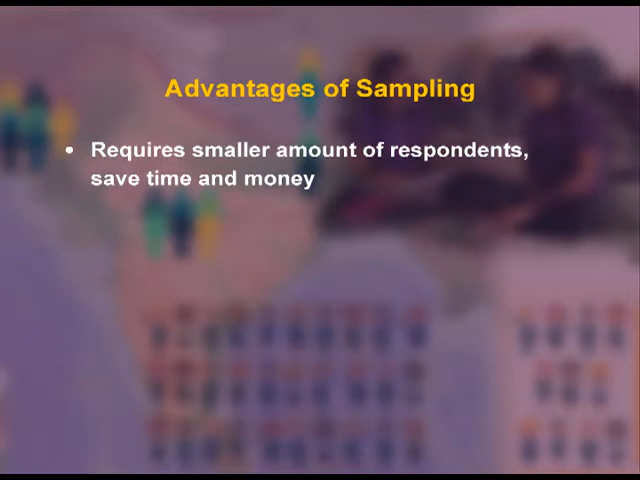 Advantages of Sampling
• Requires smaller amount of respondents,
save time and money